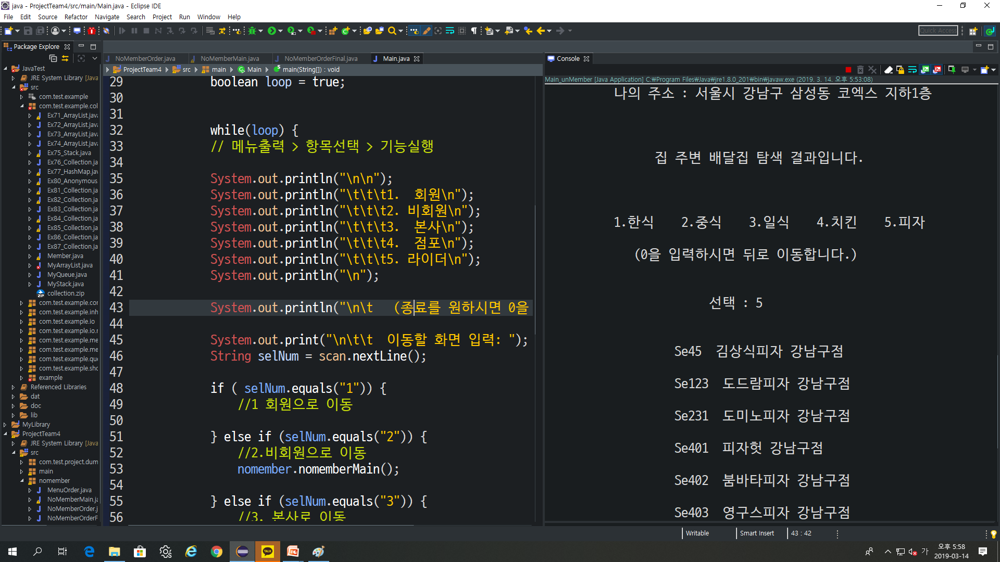 java - ProjectTeam4/src/main/Main.java - Eclipse IDE
File Edit Source Refactor Navigate Search Project Run Window Help
Quick Access
Package Explorer
JavaTest
JRE System Library [Java
src
com.test.example
com.test.example.col
Ex71_ArrayList.java
Ex72_ArrayList.java
Ex73_ArrayList.java
Ex74_ArrayList.java
Ex75_Stack.java
Ex76_Collection.java
Ex77_HashMap.jav
Ex80_Anonymous
Ex81_Collection.ja
Ex82_Collection.ja
Ex83_Collection.ja
Ex84_Collection.ja
Ex85_Collection.ja
Ex86_Collection.ja
Ex87_Collection.ja
Member.java
MyArrayList.java
MyQueue.java
MyStack.java
collection.zip
com.test.example.cor
com.test.example.inh
com.test.example.io
com.test.example.io.r
com.test.example.me
com.test.example.me
com.test.example.que
com.test.example.shc
example
Referenced Libraries
dat
doc
lib
MyLibrary
ProjectTeam4
JRE System Library [Java
src
com.test.project.dum
main
nomember
MenuOrder.java
NoMemberMain.ja
NoMemberOrder.j
NoMemberOrderF
NoMemberOrder.java NoMemberMain.java NoMemberOrderFinal.java Main.java
ProjectTeam4 src main Main main(String[]) : void
29 boolean loop = true;
30
31
32 while(loop) {
33 // 메뉴출력 > 항목선택 > 기능실행
34
35 System.out.println("\n\n");
36 System.out.println("\t\t\t1.  회원\n");
37 System.out.println("\t\t\t2. 비회원\n");
38 System.out.println("\t\t\t3.  본사\n");
39 System.out.println("\t\t\t4.  점포\n");
40 System.out.println("\t\t\t5. 라이더\n");
41 System.out.println("\n");
42
43 System.out.println("\n\t   (종료를 원하시면 0을
44
45 System.out.print("\n\t\t  이동할 화면 입력: ");
46 String selNum = scan.nextLine();
47
48 if ( selNum.equals("1")) {
49 //1 회원으로 이동
50
51 } else if (selNum.equals("2")) {
52 //2.비회원으로 이동
53 nomember.nomemberMain();
54
55 } else if (selNum.equals("3")) {
56 //3. 본사로 이동
Console
Main_unMember [Java Application] C:₩Program Files₩Java₩jre1.8.0_201₩bin₩javaw.exe (2019. 3. 14. 오후 5:53:08)
나의 주소 : 서울시 강남구 삼성동 코엑스 지하1층
집 주변 배달집 탐색 결과입니다.
1.한식 2.중식 3.일식 4.치킨 5.피자
(0을 입력하시면 뒤로 이동합니다.)
선택 : 5
Se45 김상식피자 강남구점
Se123 도드람피자 강남구점
Se231 도미노피자 강남구점
Se401 피자헛 강남구점
Se402 붐바타피자 강남구점
Se403 영구스피자 강남구점
Writable Smart Insert 43 : 42
TALK
가
오후 5:58
2019-03-14